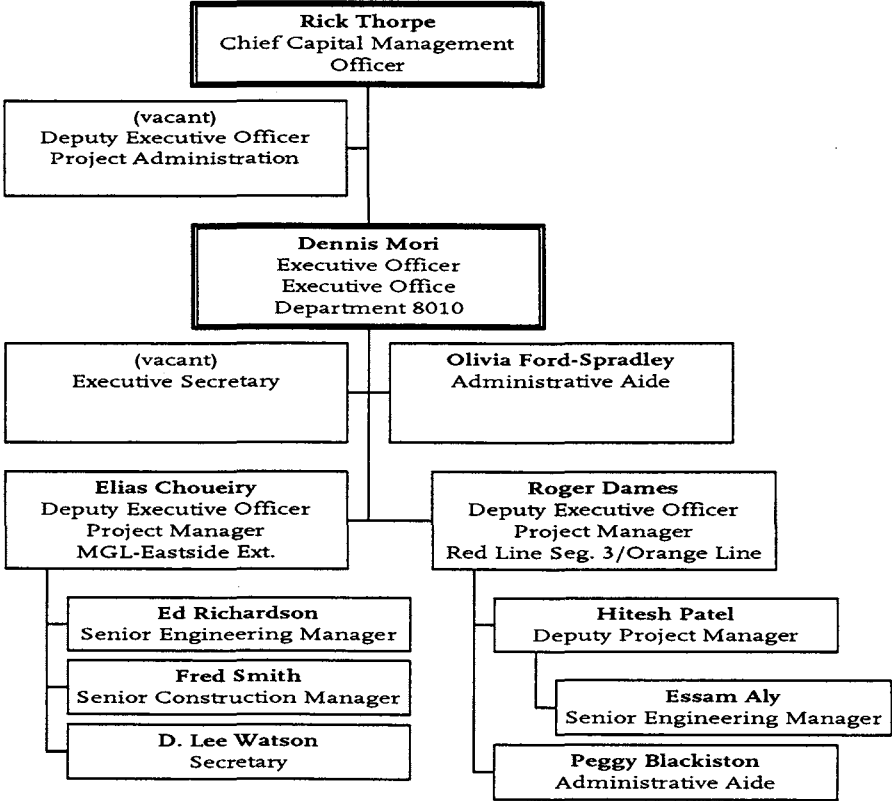 Rick Thorpe
Chief Capital Management
Officer
(vacant)
Deputy Executive Officer
Project Administration
Dennis Mori
Executive Officer
Executive Office
Department 8010
(vacant)
Executive Secretary
Olivia Ford-Spradley
Administrative Aide
Elias Choueiry
Deputy Executive Officer
Project Manager
MGL-Eastside Ext.
Roger Dames
Deputy Executive Officer
Project Manager
Red Line Seg. 3/Orange Line
Ed Richardson
Senior Engineering Manager
Fred Smith
Senior Construction Manager
D. Lee Watson
Secretary
Hitesh Patel
Deputy Project Manager
Essam Aly
Senior Engineering Manager
Peggy Blackiston
Administrative Aide